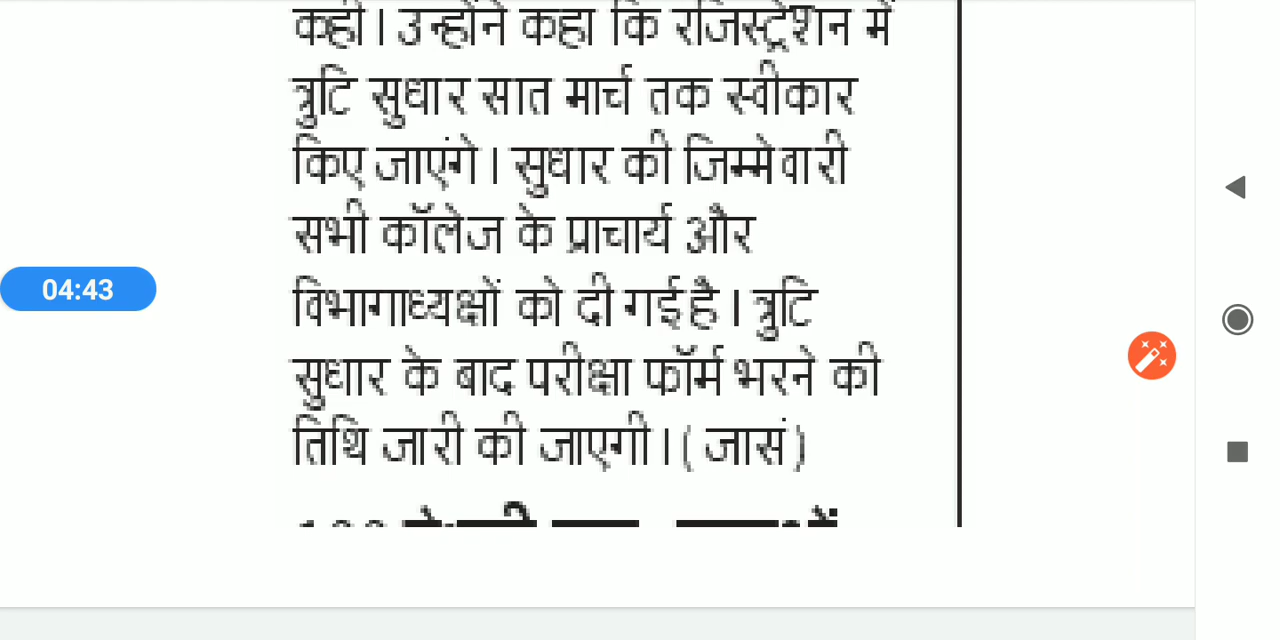 कही। उन्होंने कहा कि रजिस्ट्रेशन में
त्रुटि सुधार सात मार्च तक स्वीकार
किए जाएंगे। सुधार की जिम्मेवारी
सभी कॉलेज के प्राचार्य और
विभागाध्यक्षों को दी गई है। त्रुटि
04:43
सुधार के बाद परीक्षा फॉर्म भरने की
तिथि जारी की जाएगी। ( जासं)